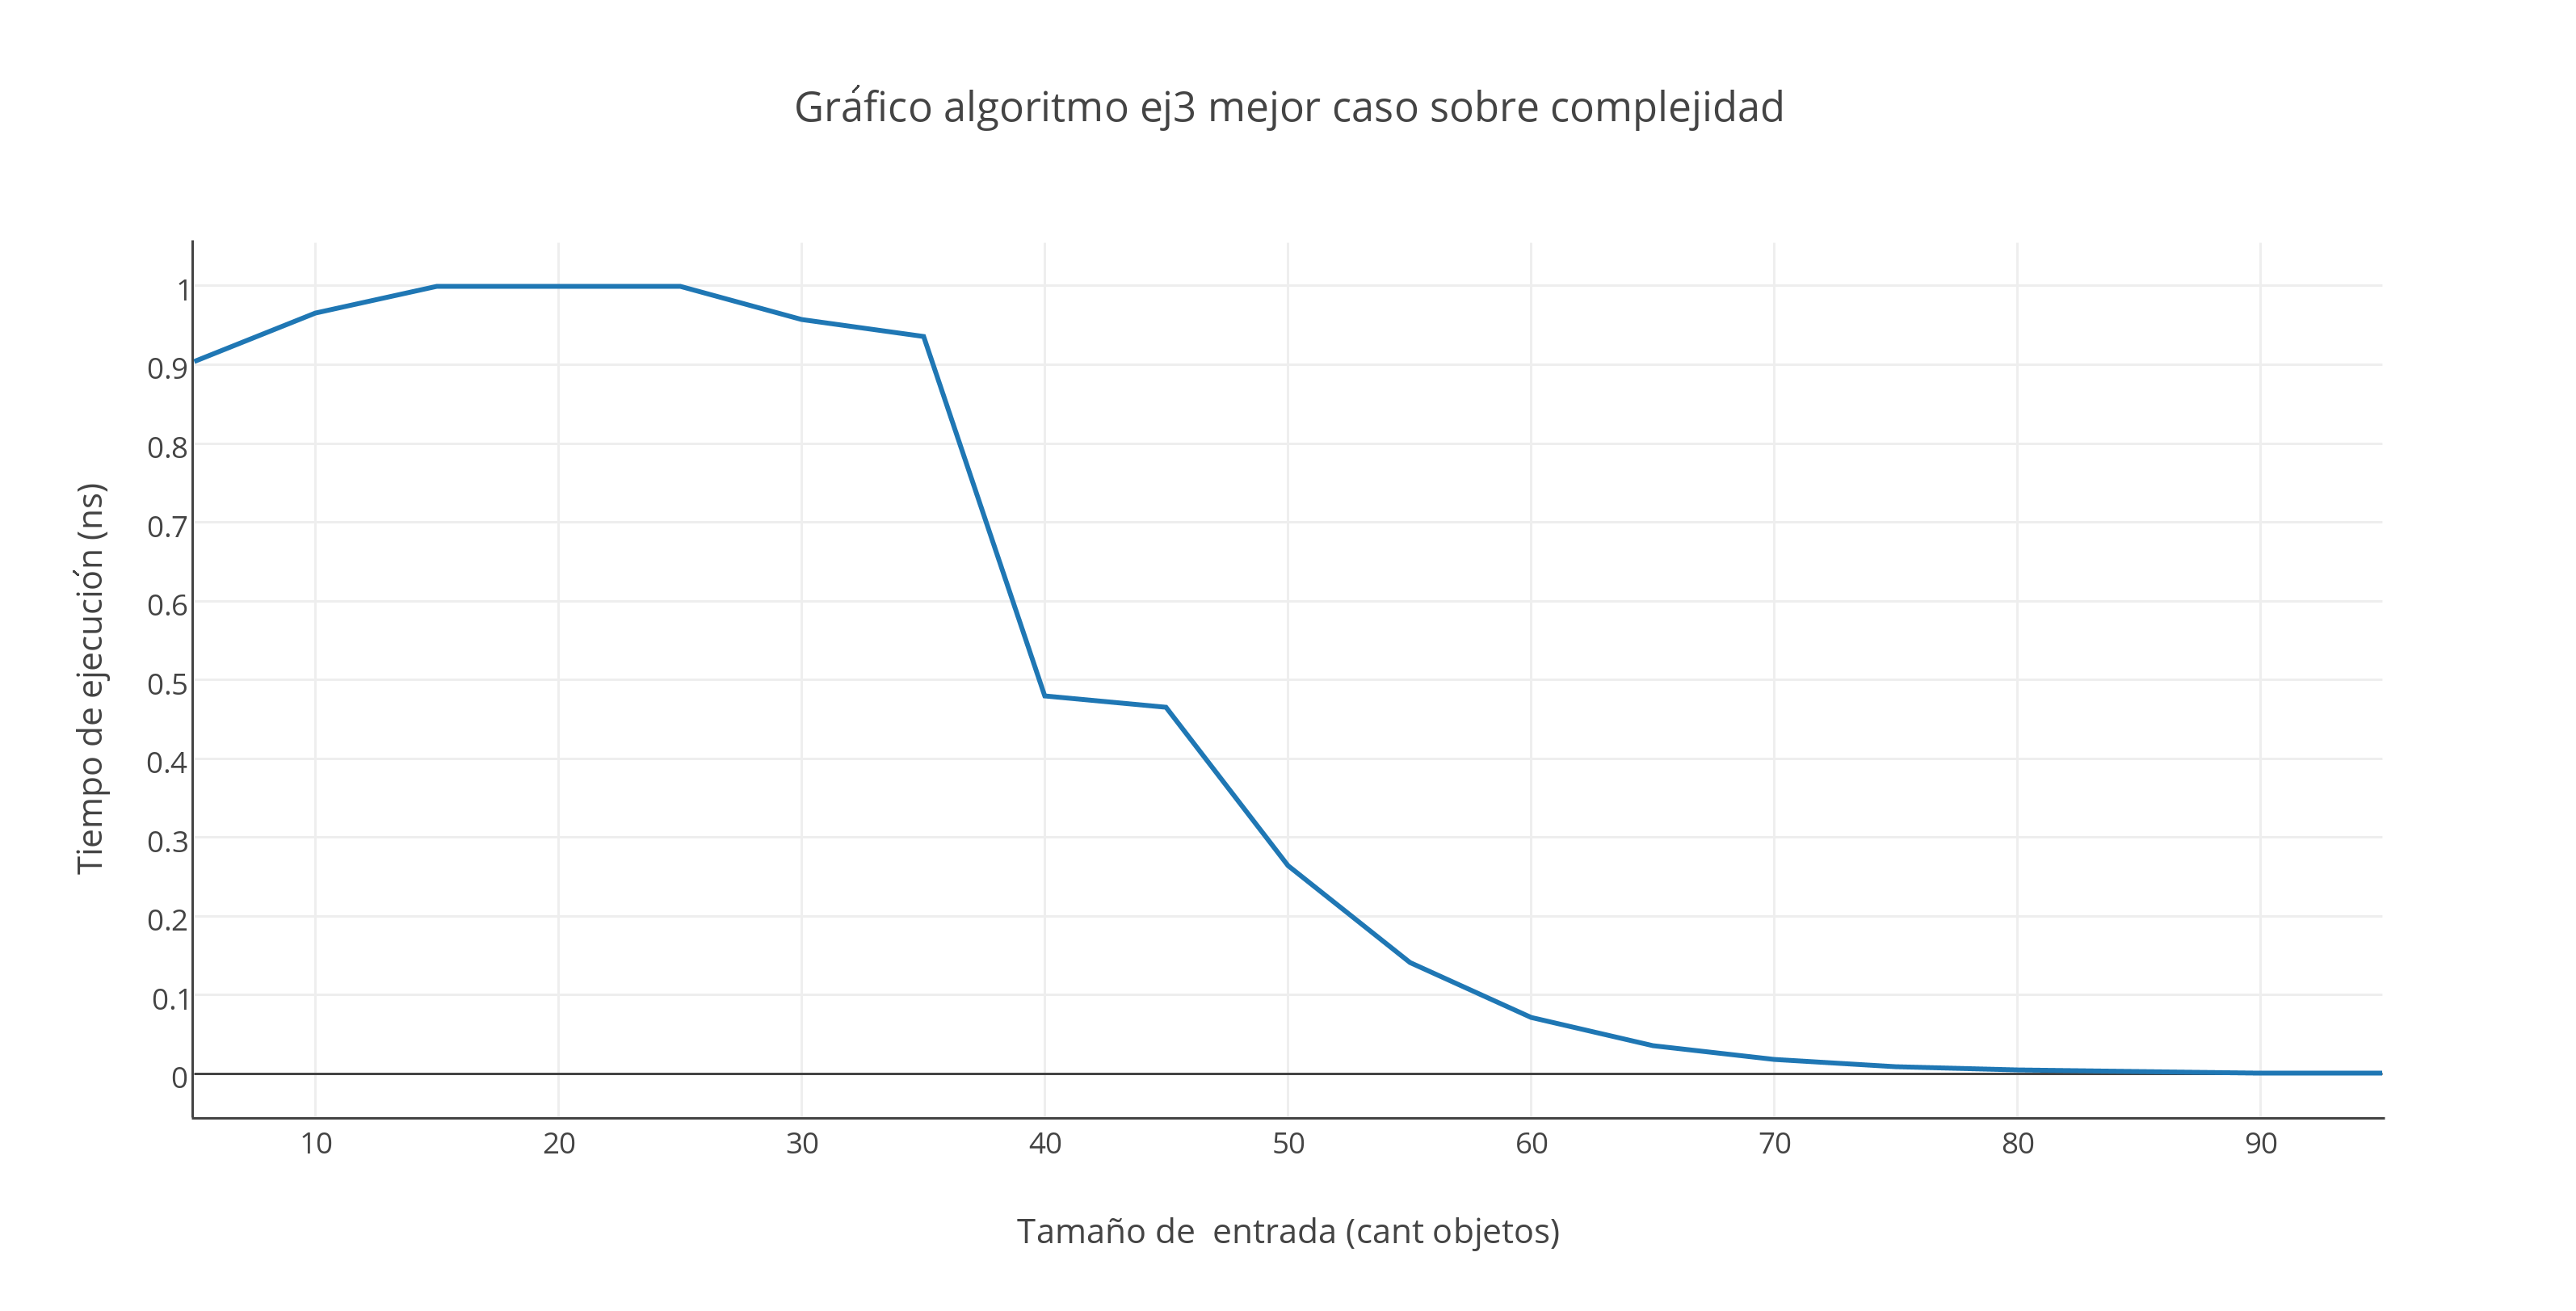 Gráfico algoritmo ej3 mejor caso sobre complejidad
Tiempo de ejecución (ns)
1
0.9
0.8
0.7
0.6
0.5
0.4
0.3
0.2
0.1
0
10 20 30 40 50 60 70 80 90
Tamaño de  entrada (cant objetos)